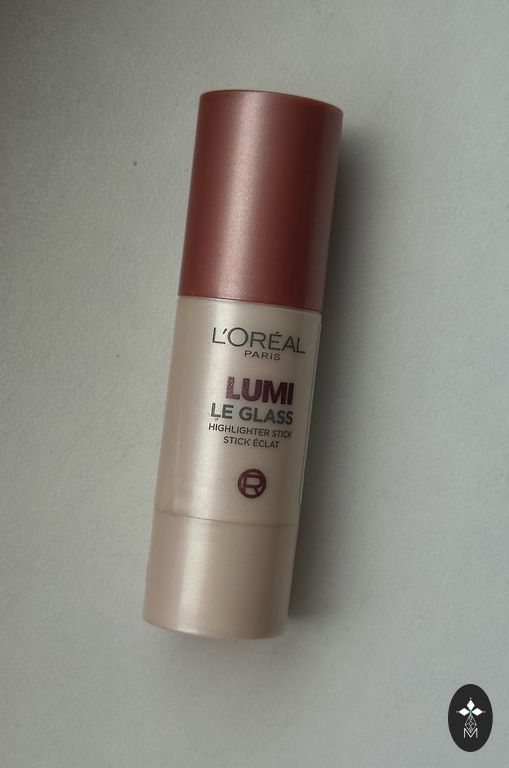 L'ORÉAL
PARIS
LUMI
LE GLASS
HIGHLIGHTER STICK
STICK ÉCLAT
R
M